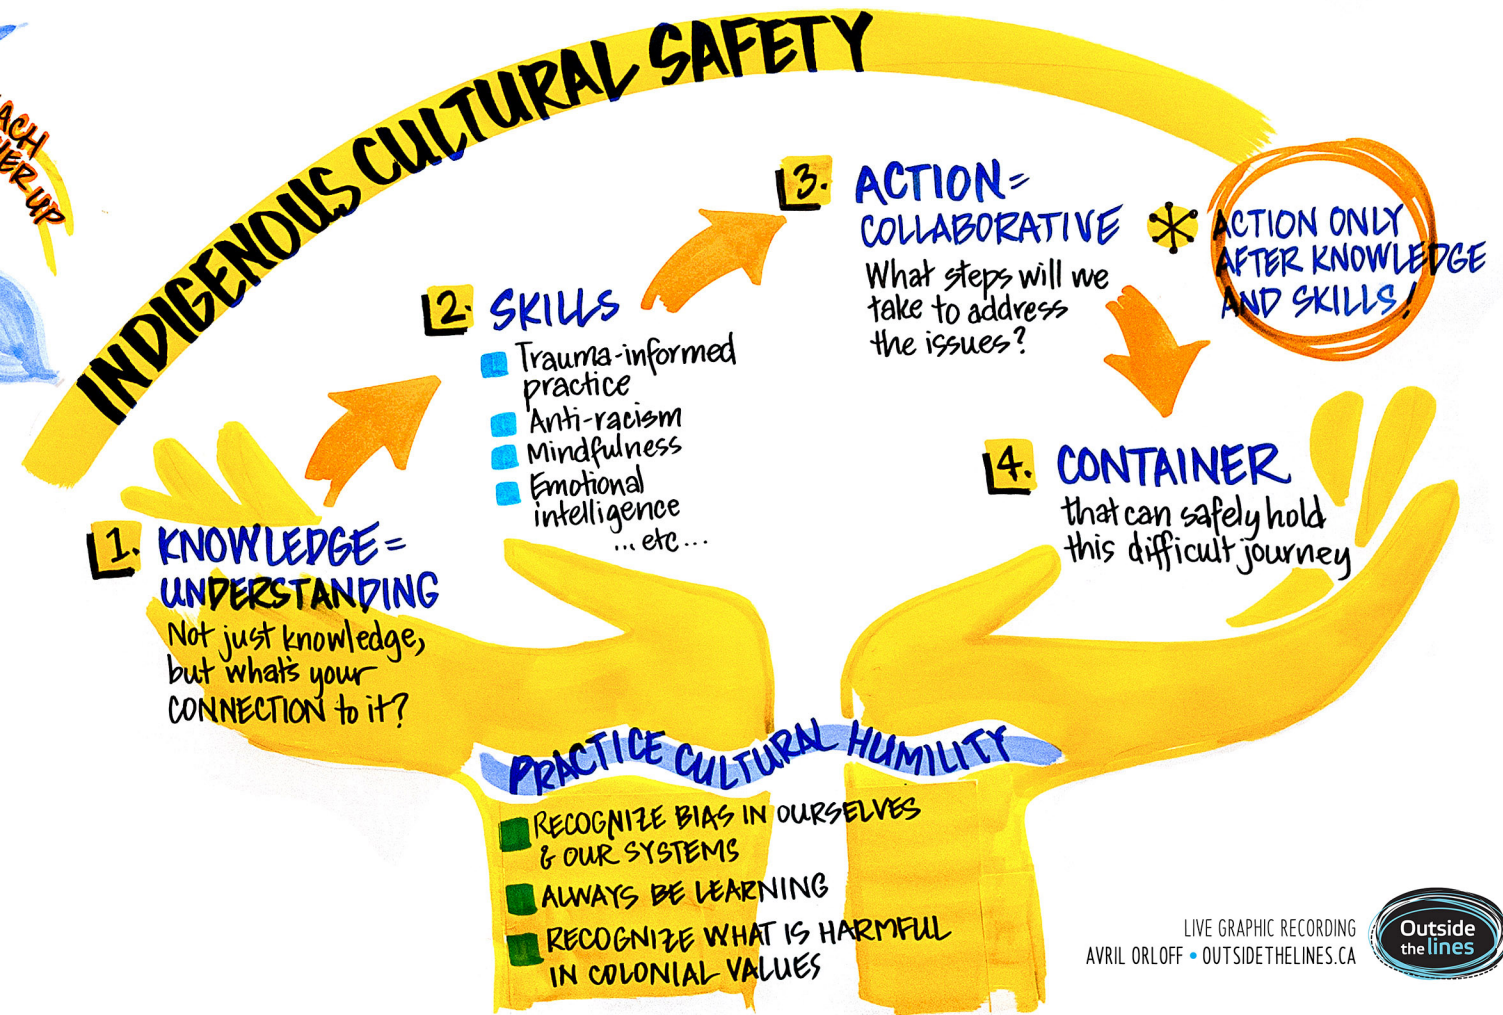 INDIGENOUS CULTURAL SAFETY
ACH
UP
1. KNOWLEDGE =
UNDERSTANDING
Not just knowledge,
but what's your
CONNECTION to it?
2. SKILLS
Trauma-informed
practice
Anti-racism
Mindfulness
Emotional
intelligence
... etc...
3. ACTION =
COLLABORATIVE
What steps will we
take to address
the issues?
* ACTION ONLY
AFTER KNOWLEDGE
AND SKILLS!
4. CONTAINER
that can safely hold
this difficult journey
PRACTICE CULTURAL HUMILITY
RECOGNIZE BIAS IN OURSELVES
& OUR SYSTEMS
ALWAYS BE LEARNING
RECOGNIZE WHAT IS HARMFUL
IN COLONIAL VALUES
LIVE GRAPHIC RECORDING
AVRIL ORLOFF • OUTSIDETHELINES.CA
Outside
the lines